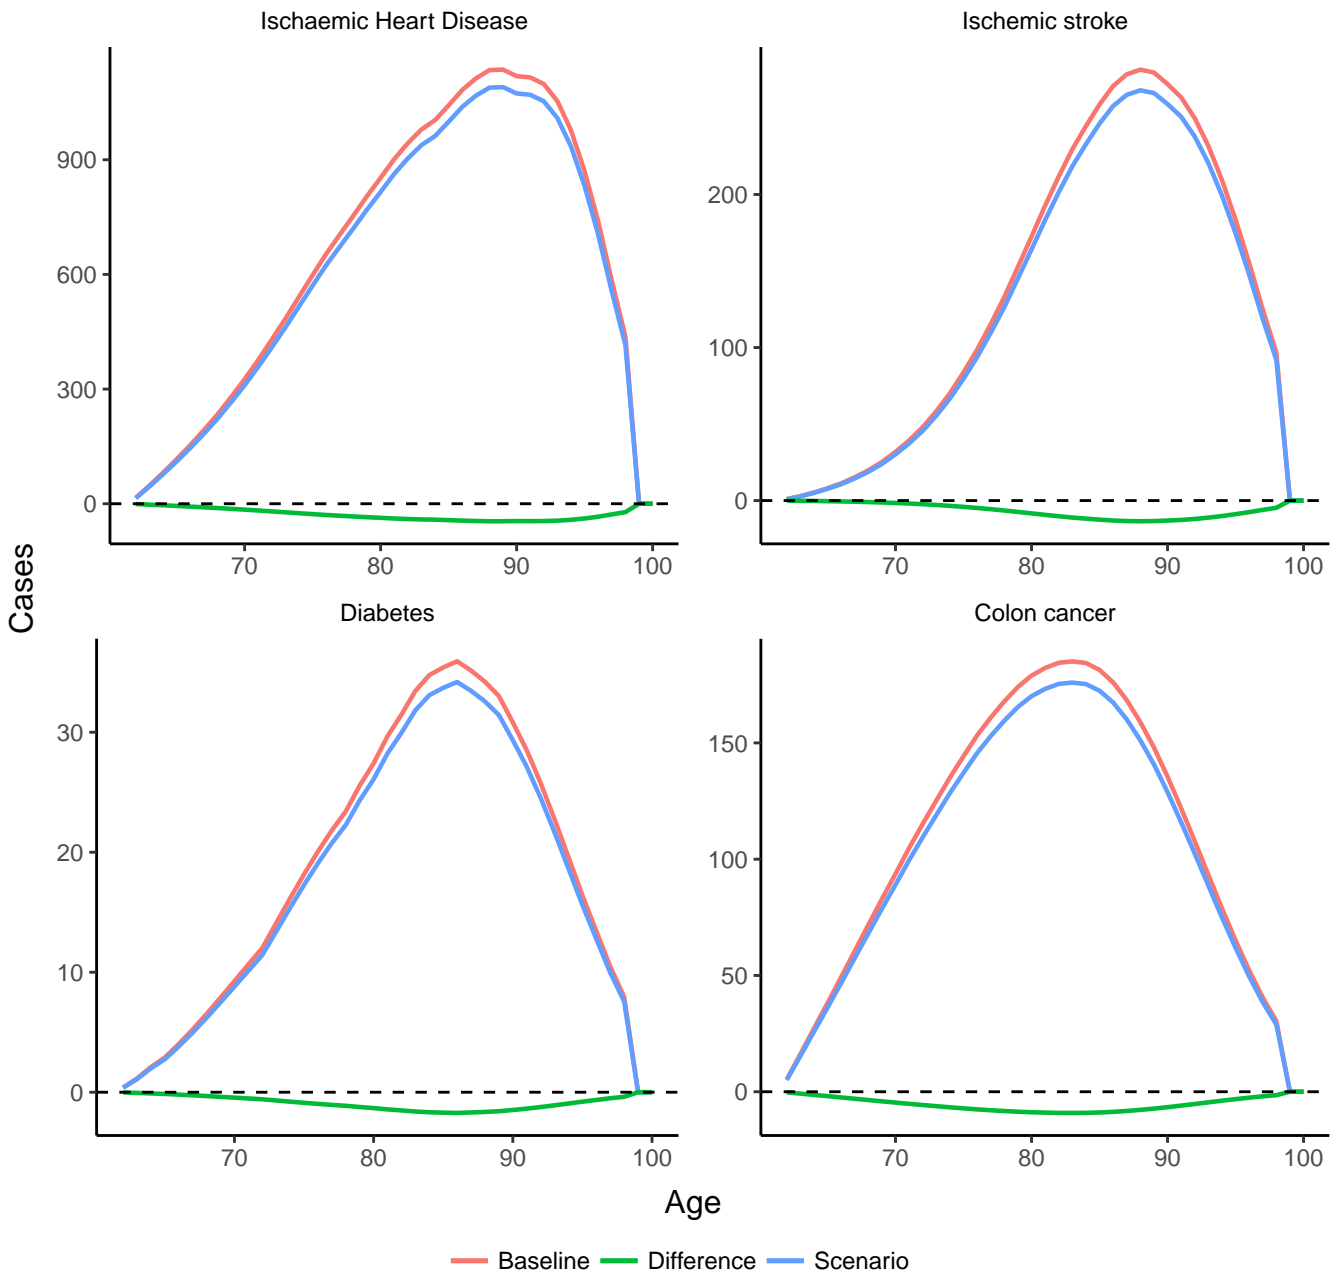 Ischaemic Heart Disease
Ischemic stroke
900
600
300
0
200
100
0
70 80 90 100
70 80 90 100
Cases
Diabetes
Colon cancer
30
20
10
0
150
100
50
0
70 80 90 100
70 80 90 100
Age
Baseline Difference Scenario